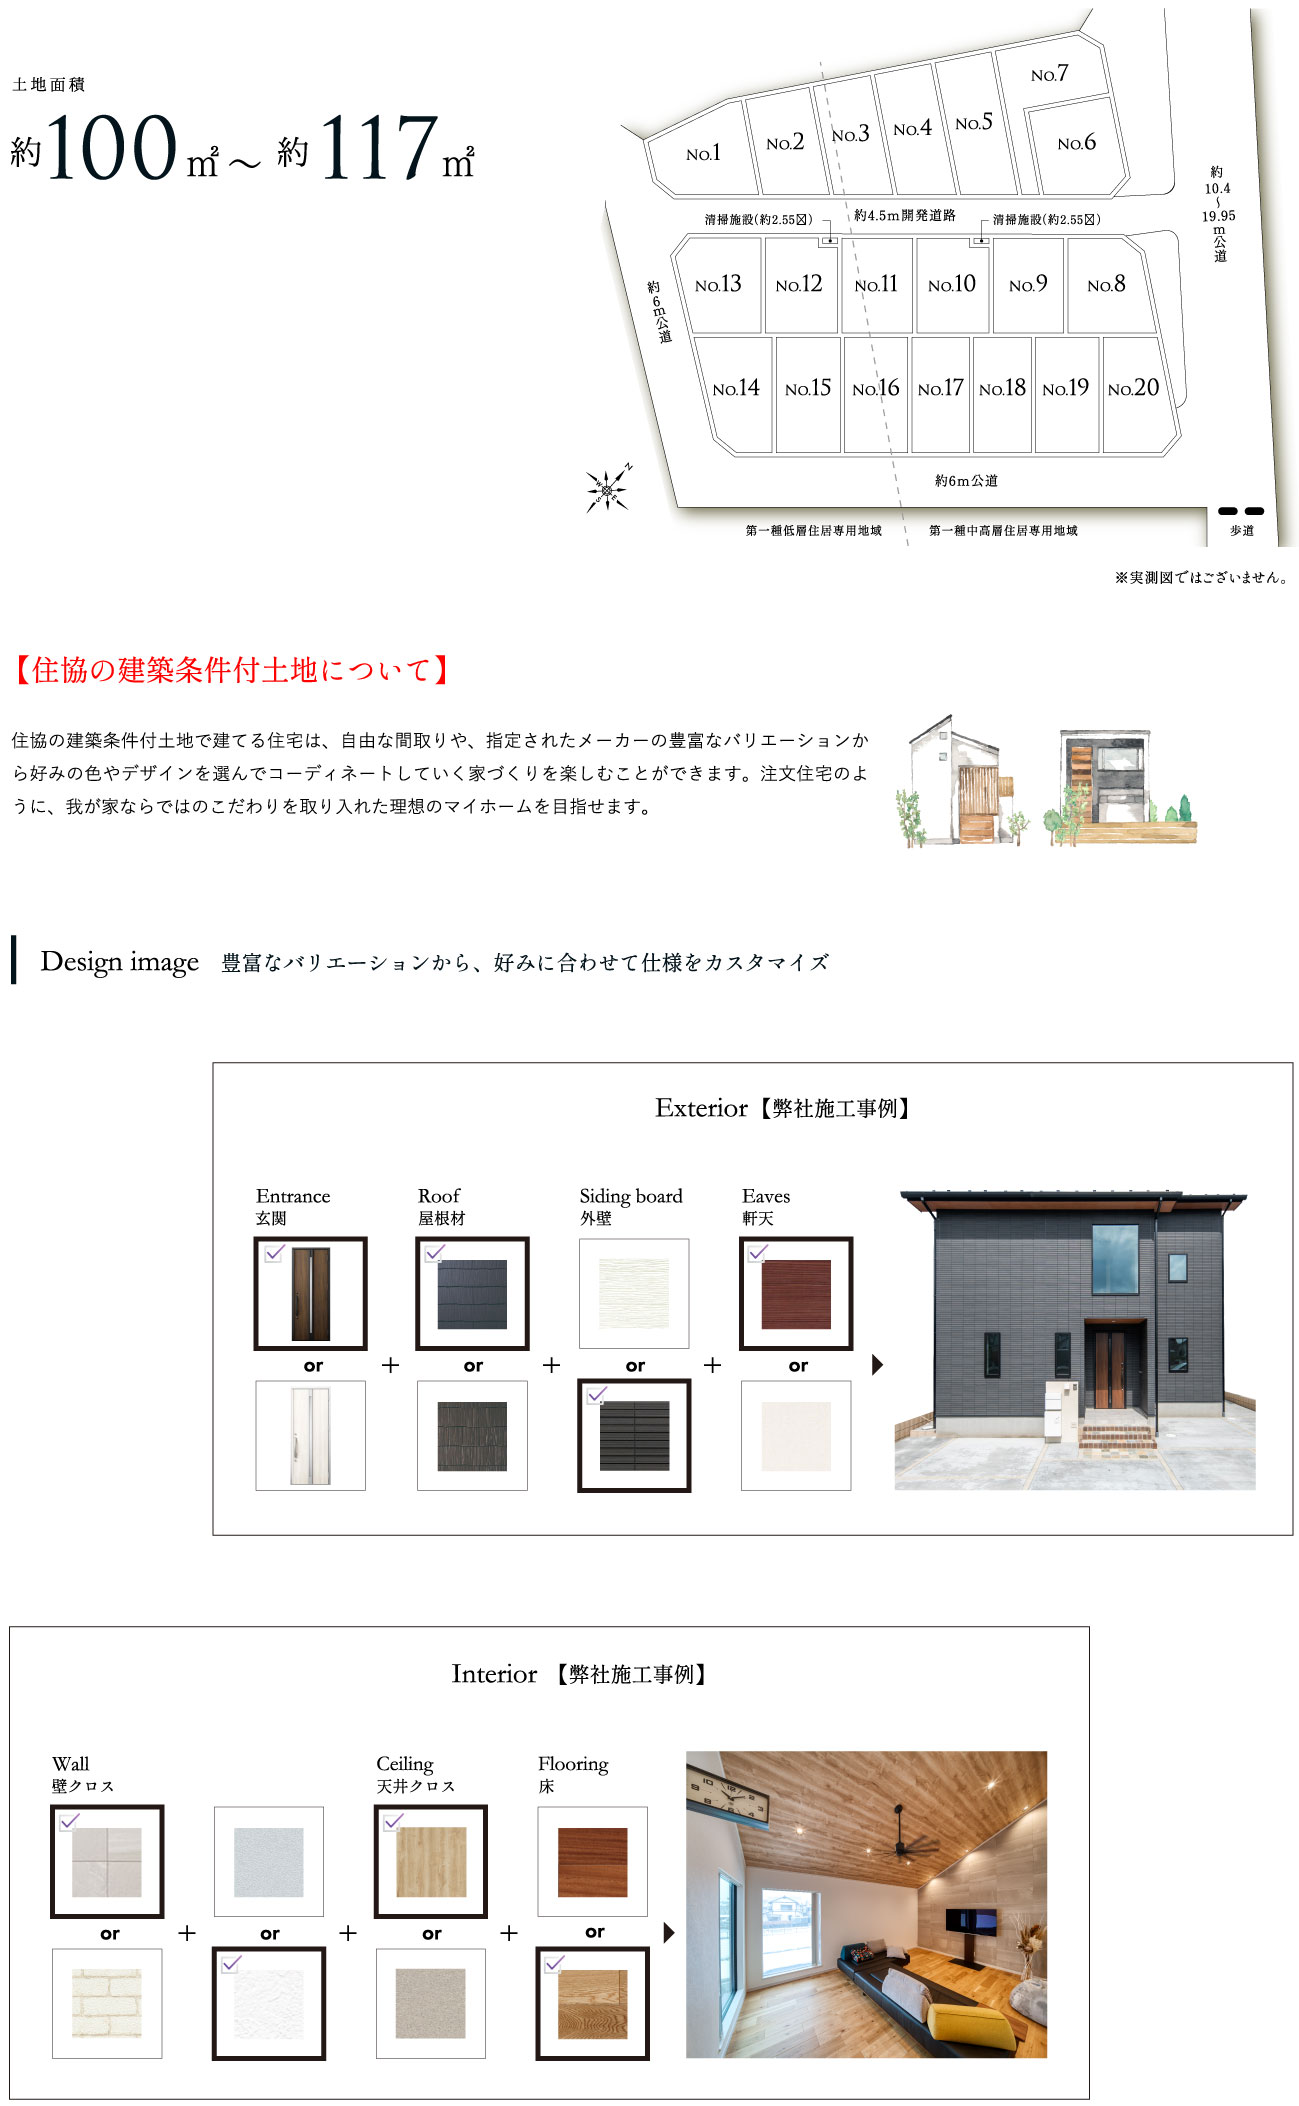 土地面積
約100㎡～約117㎡
No.1
No.2
No.3
No.4
No.5
No.7
No.6
約10.4～19.95m公道
清掃施設(約2.55㎡)
約4.5m開発道路
清掃施設(約2.55㎡)
No.13
No.12
No.11
No.10
No.9
No.8
約6m公道
No.14
No.15
No.16
No.17
No.18
No.19
No.20
N
W
S
E
約6m公道
第一種低層住居専用地域
第一種中高層住居専用地域
歩道
※実測図ではございません。
【住協の建築条件付土地について】
住協の建築条件付土地で建てる住宅は、自由な間取りや、指定されたメーカーの豊富なバリエーションか
ら好みの色やデザインを選んでコーディネートしていく家づくりを楽しむことができます。注文住宅のよ
うに、我が家ならではのこだわりを取り入れた理想のマイホームを目指せます。
Design image 豊富なバリエーションから、好みに合わせて仕様をカスタマイズ
Exterior【弊社施工事例】
Entrance
玄関
Roof
屋根材
Siding board
外壁
Eaves
軒天
or + or + or + or
Interior 【弊社施工事例】
Wall
壁クロス
Ceiling
天井クロス
Flooring
床
or + or + or + or